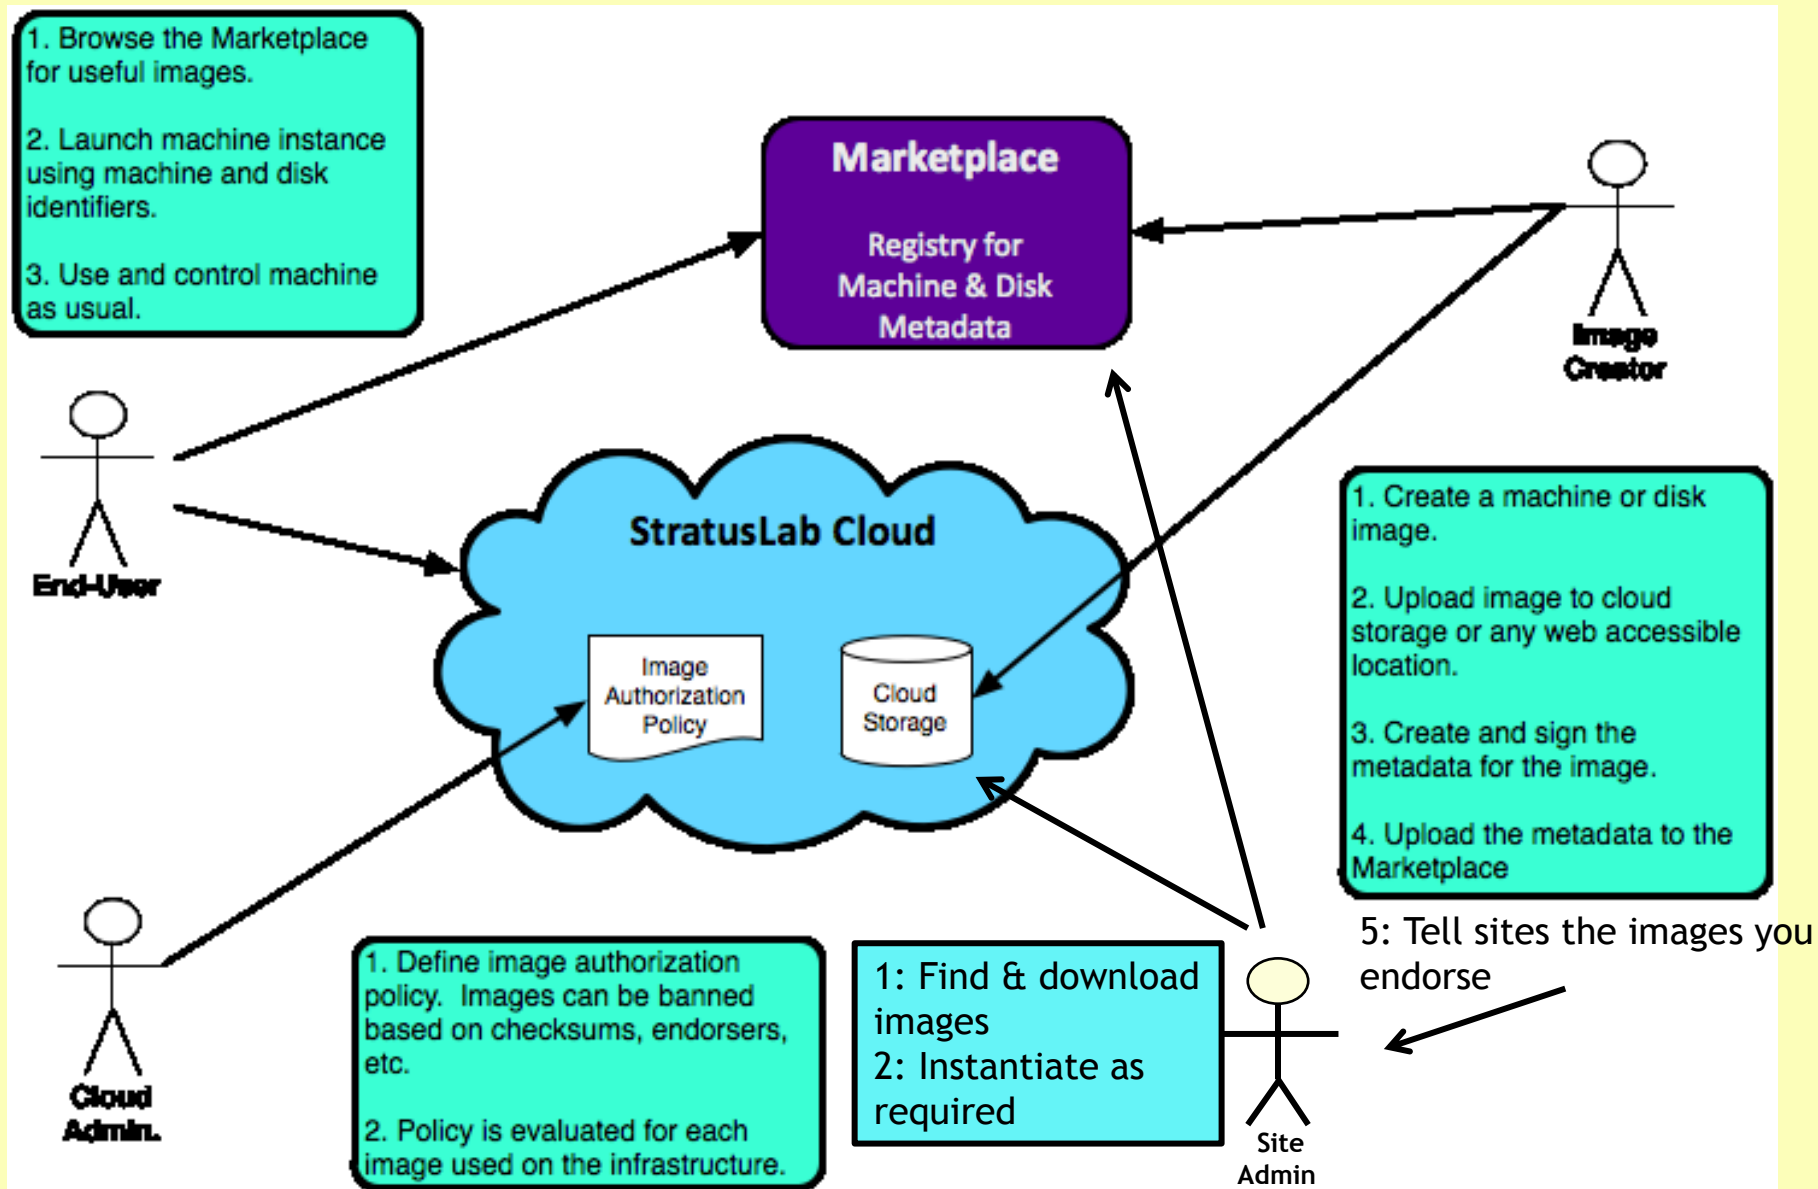 1. Browse the Marketplace
for useful images.
2. Launch machine instance
using machine and disk
identifiers.
3. Use and control machine
as usual.
Marketplace
Registry for
Machine & Disk
Metadata
Image
Creator
End-User
StratusLab Cloud
Image
Authorization
Policy
Cloud
Storage
1. Create a machine or disk
image.
2. Upload image to cloud
storage or any web accessible
location.
3. Create and sign the
metadata for the image.
4. Upload the metadata to the
Marketplace
5: Tell sites the images you
endorse
Cloud
Admin.
1. Define image authorization
policy. Images can be banned
based on checksums, endorsers,
etc.
2. Policy is evaluated for each
image used on the infrastructure.
1: Find & download
images
2: Instantiate as
required
Site
Admin